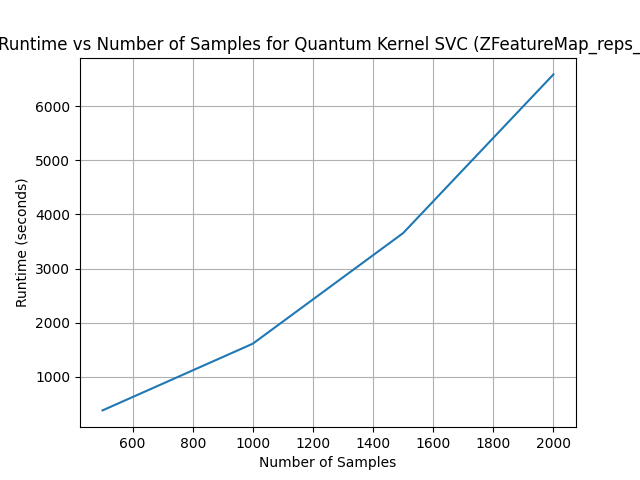 Runtime vs Number of Samples for Quantum Kernel SVC (ZFeatureMap_reps_
6000
5000
4000
3000
2000
1000
Runtime (seconds)
600 800 1000 1200 1400 1600 1800 2000
Number of Samples